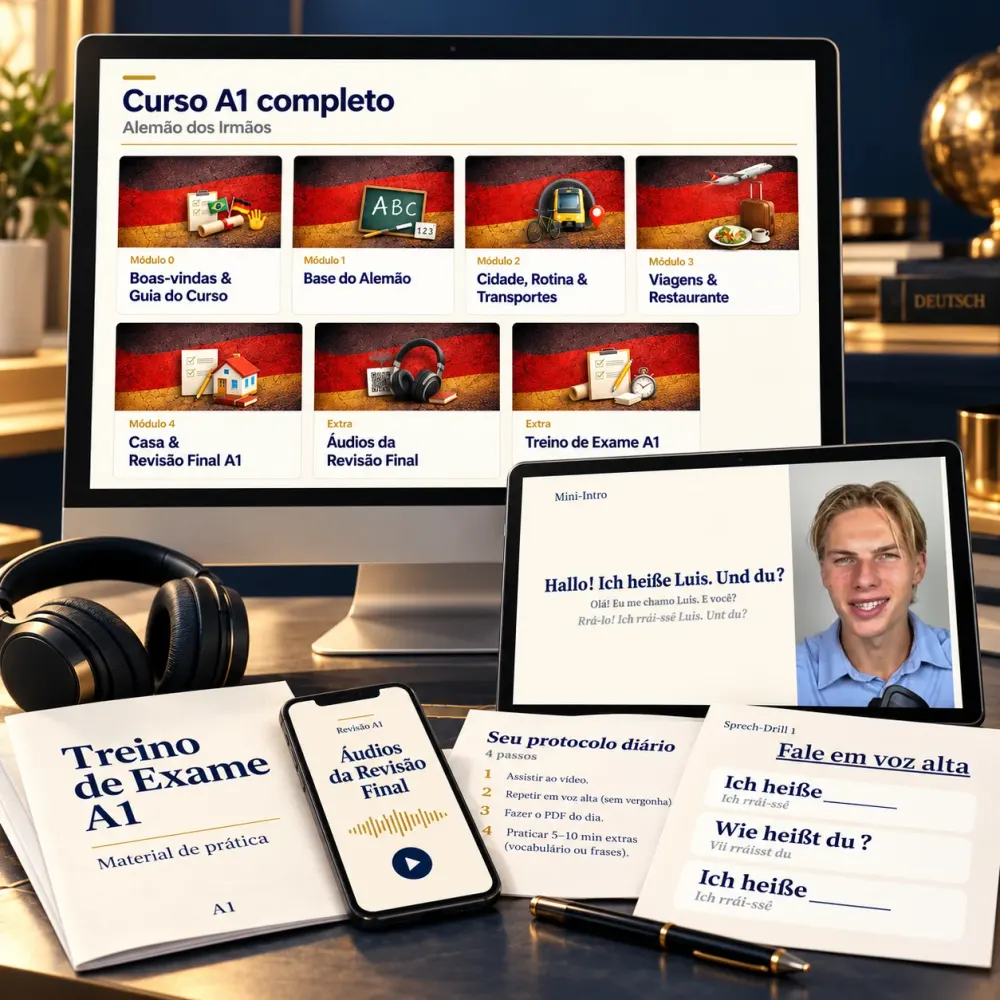 Curso A1 completo
Alemão dos Irmãos
Módulo 0
Boas-vindas &
Guia do Curso
ABC
123
Módulo 1
Base do Alemão
Módulo 2
Cidade, Rotina &
Transportes
Módulo 3
Viagens &
Restaurante
Módulo 4
Casa &
Revisão Final A1
Extra
Áudios da
Revisão Final
Extra
Treino de Exame A1
DEUTSCH
Mini-Intro
Hallo! Ich heiße Luis. Und du?
Olá! Eu me chamo Luis. E você?
Rrá-lo! Ich rrái-ssê Luis. Unt du?
Treino
de Exame
A1
Material de prática
A1
Revisão A1
Áudios
da Revisão
Final
Seu protocolo diário
4 passos
1 Assistir ao vídeo.
2 Repetir em voz alta (sem vergonha)
3 Fazer o PDF do dia.
4 Praticar 5–10 min extras
(vocabulário ou frases).
Sprech-Drill 1
Fale em voz alta
Ich heiße ________
Ich rrái-ssê
Wie heißt du ?
Vii rráisst du
Ich heiße ________
Ich rrái-ssê